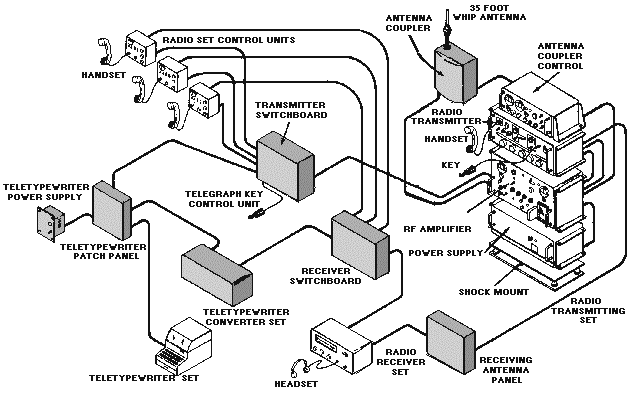 35 FOOT
WHIP ANTENNA
ANTENNA
COUPLER
RADIO SET CONTROL UNITS
ANTENNA
COUPLER
CONTROL
HANDSET
TRANSMITTER
SWITCHBOARD
RADIO
TRANSMITTER
HANDSET
KEY
TELETYPEWRITER
POWER SUPPLY
TELEGRAPH KEY
CONTROL UNIT
RF AMPLIFIER
TELETYPEWRITER
PATCH PANEL
POWER SUPPLY
RECEIVER
SWITCHBOARD
SHOCK MOUNT
RADIO
TRANSMITTING
SET
TELETYPEWRITER
CONVERTER SET
TELETYPEWRITER SET
HEADSET
RADIO
RECEIVER
SET
RECEIVING
ANTENNA
PANEL